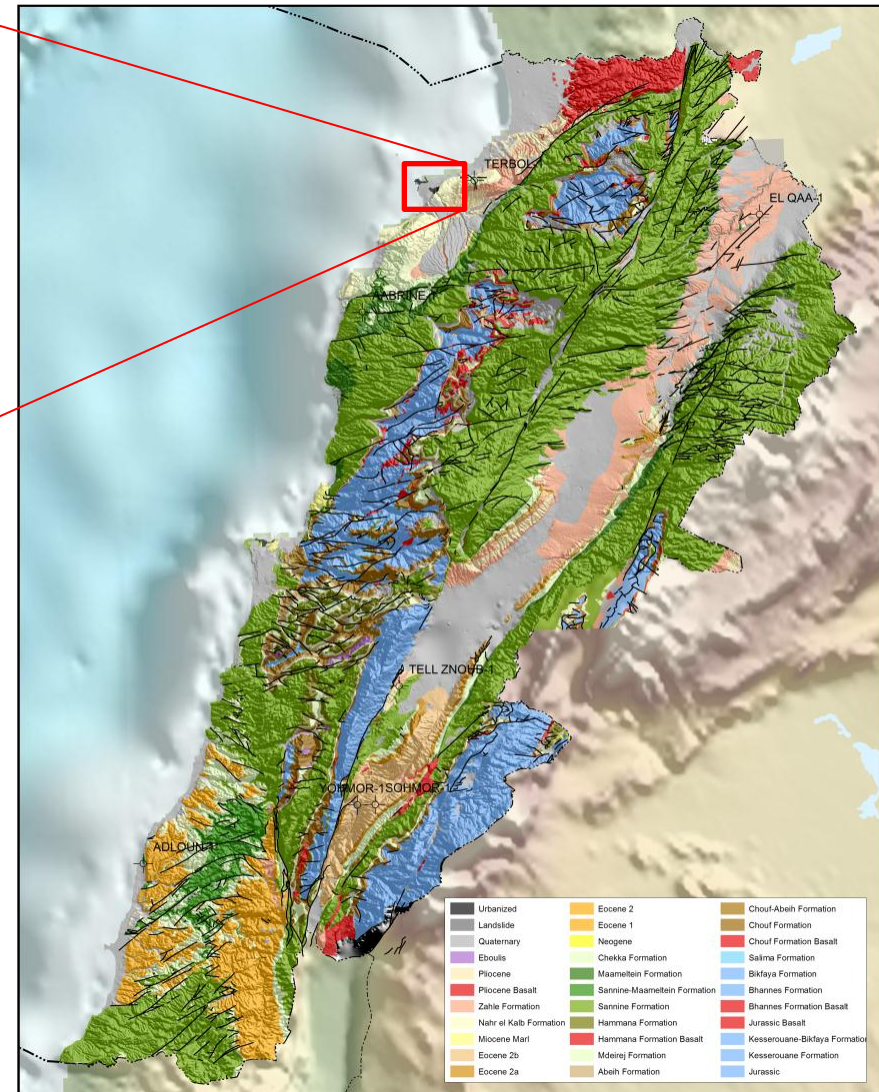 TERBOL-1
EL QAA-1
AABRINE-1
TELL ZNOUB-1
YOHMOR-1SOHMOR-1
ADLOUN-1
Urbanized
Landslide
Quaternary
Eboulis
Pliocene
Pliocene Basalt
Zahle Formation
Nahr el Kalb Formation
Miocene Marl
Eocene 2b
Eocene 2a
Eocene 2
Eocene 1
Neogene
Chekka Formation
Maameltein Formation
Sannine-Maameltein Formation
Sannine Formation
Hammana Formation
Hammana Formation Basalt
Mdeirej Formation
Abeih Formation
Chouf-Abeih Formation
Chouf Formation
Chouf Formation Basalt
Salima Formation
Bikfaya Formation
Bhannes Formation
Bhannes Formation Basalt
Jurassic Basalt
Kesserouane-Bikfaya Formation
Kesserouane Formation
Jurassic